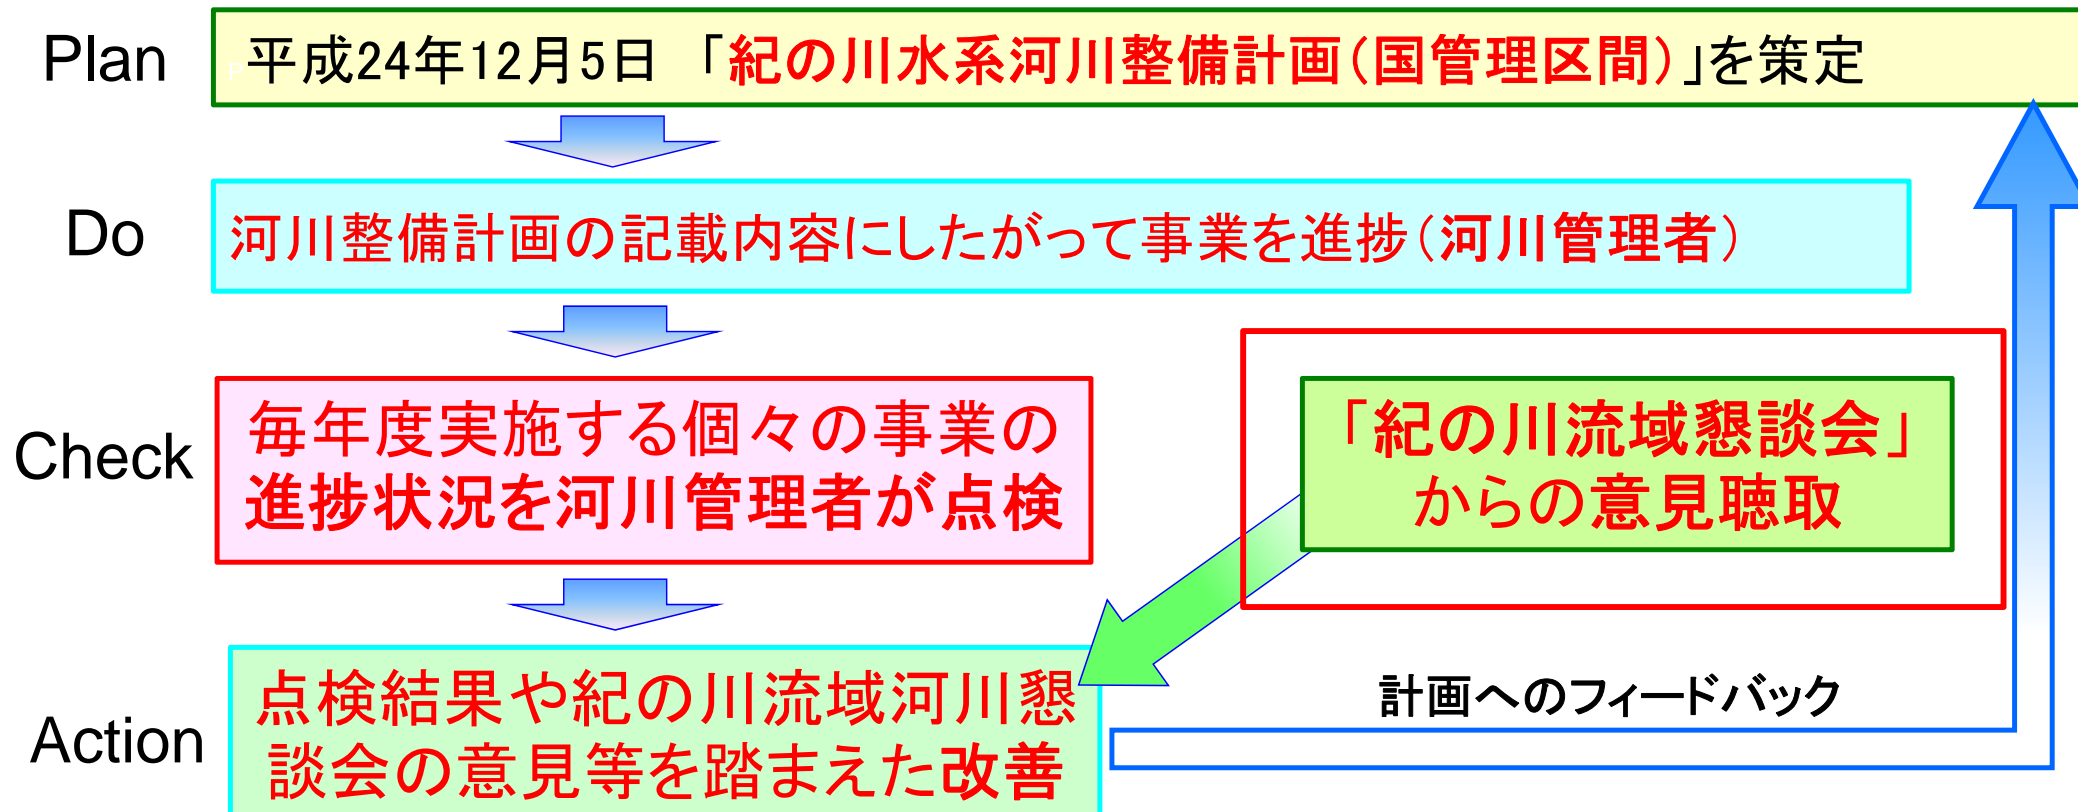 Plan
平成24年12月5日 「紀の川水系河川整備計画（国管理区間）」を策定
Do
河川整備計画の記載内容にしたがって事業を進捗（河川管理者）
Check
毎年度実施する個々の事業の
進捗状況を河川管理者が点検
「紀の川流域懇談会」
からの意見聴取
Action
点検結果や紀の川流域河川懇
談会の意見等を踏まえた改善
計画へのフィードバック